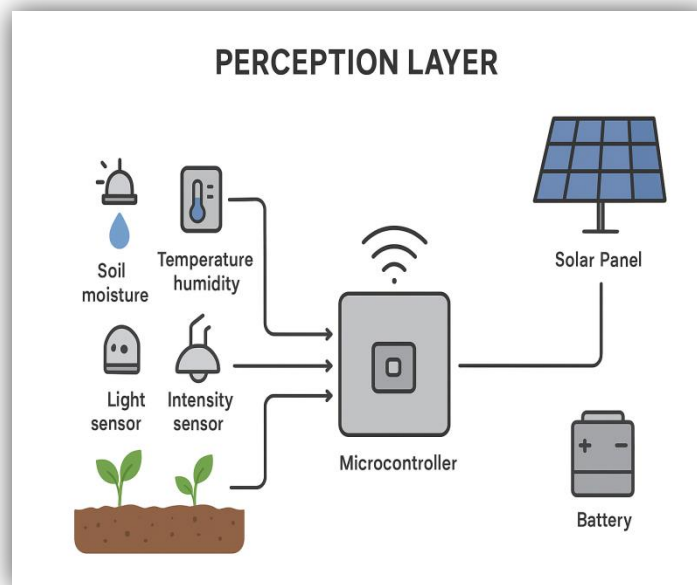 PERCEPTION LAYER
Soil
moisture
Temperature
humidity
Solar Panel
Light
sensor
Intensity
sensor
Microcontroller
+ −
Battery